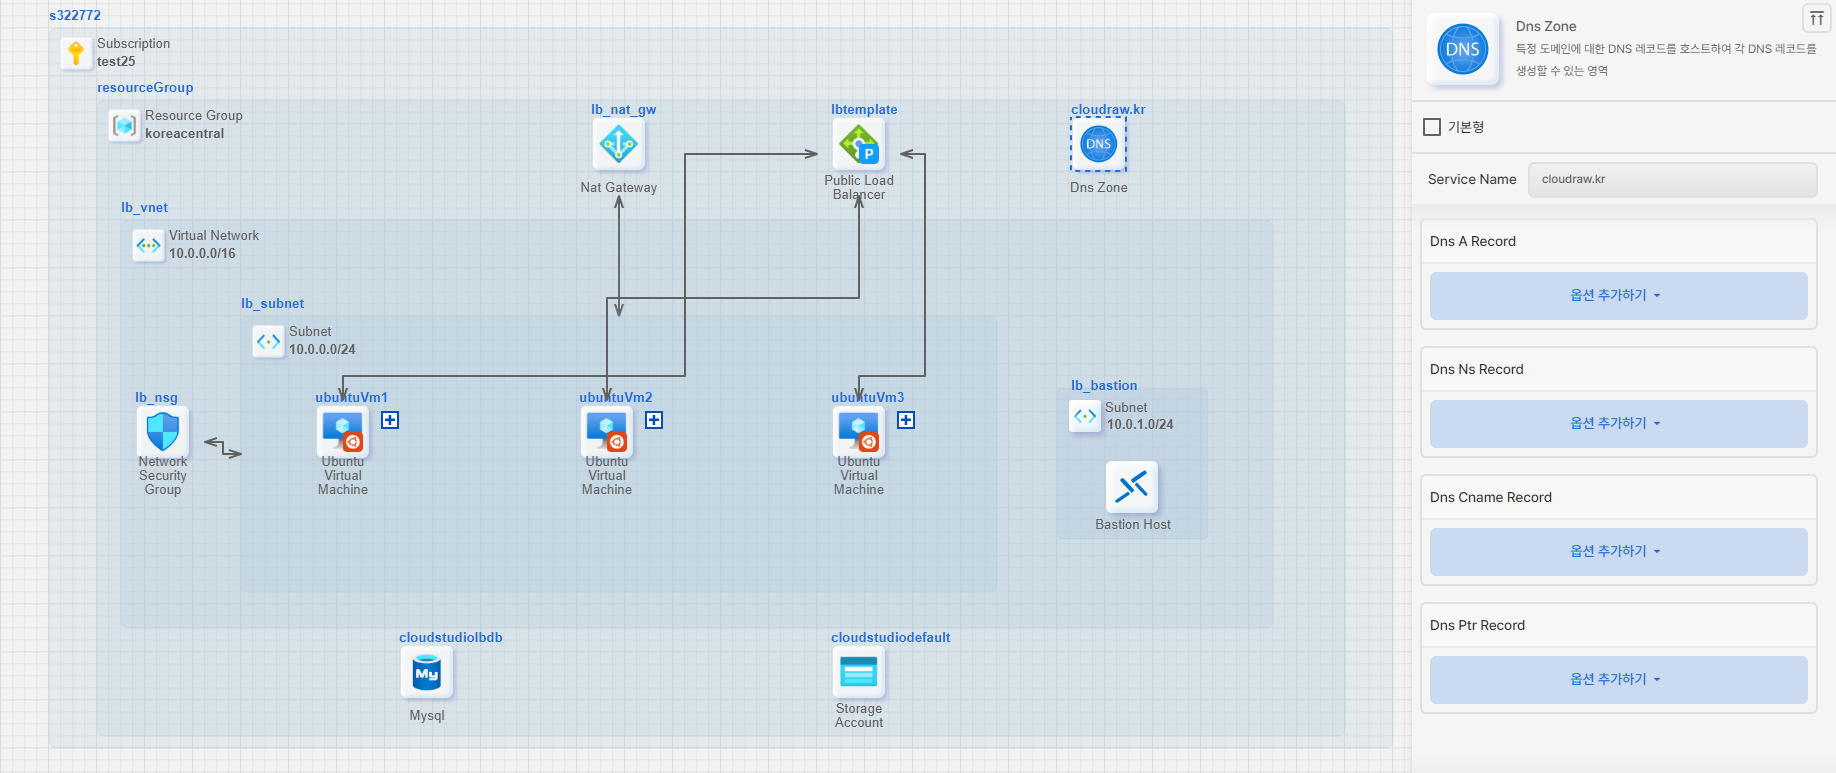 s322772
Subscription
test25
resourceGroup
Resource Group
koreacentral
lb_nat_gw
Nat Gateway
lbtemplate
P
Public Load
Balancer
cloudraw.kr
DNS
Dns Zone
lb_vnet
Virtual Network
10.0.0.0/16
lb_subnet
Subnet
10.0.0.0/24
lb_nsg
Network
Security
Group
ubuntuVm1
Ubuntu
Virtual
Machine
ubuntuVm2
Ubuntu
Virtual
Machine
ubuntuVm3
Ubuntu
Virtual
Machine
lb_bastion
Subnet
10.0.1.0/24
Bastion Host
cloudstudiolbdb
My
Mysql
cloudstudiodefault
Storage
Account
DNS
Dns Zone
특정 도메인에 대한 DNS 레코드를 호스트하여 각 DNS 레코드를
생성할 수 있는 영역
기본형
Service Name
cloudraw.kr
Dns A Record
옵션 추가하기
Dns Ns Record
옵션 추가하기
Dns Cname Record
옵션 추가하기
Dns Ptr Record
옵션 추가하기